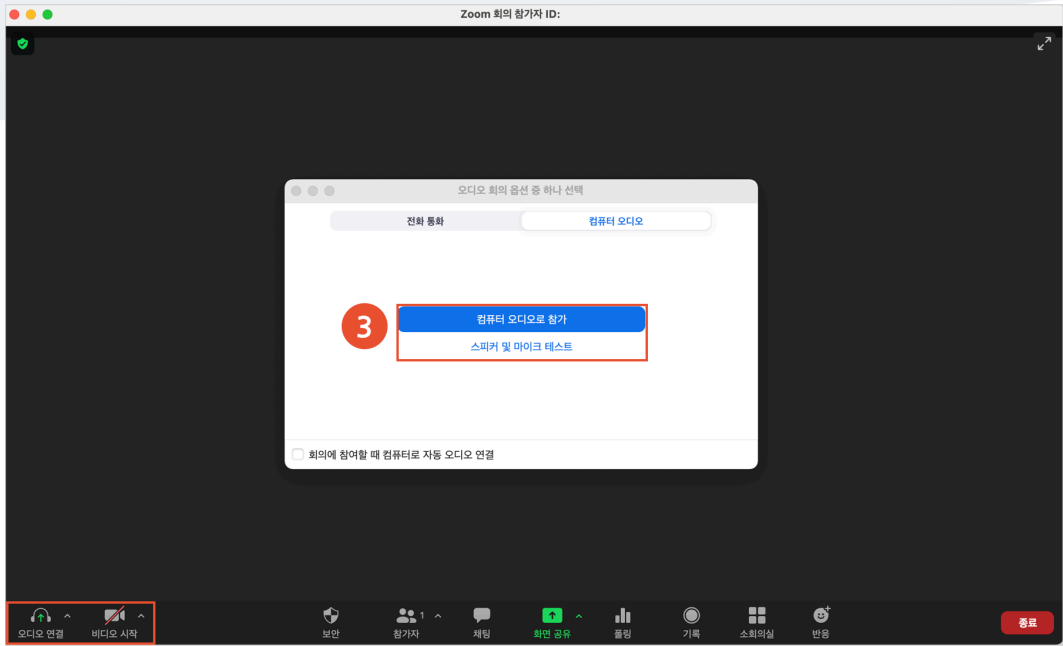 Zoom 회의 참가자 ID:
오디오 회의 옵션 중 하나 선택
전화 통화 컴퓨터 오디오
3
컴퓨터 오디오로 참가
스피커 및 마이크 테스트
회의에 참여할 때 컴퓨터로 자동 오디오 연결
오디오 연결 비디오 시작 보안 참가자 1 채팅 화면 공유 폴링 기록 소회의실 반응 종료